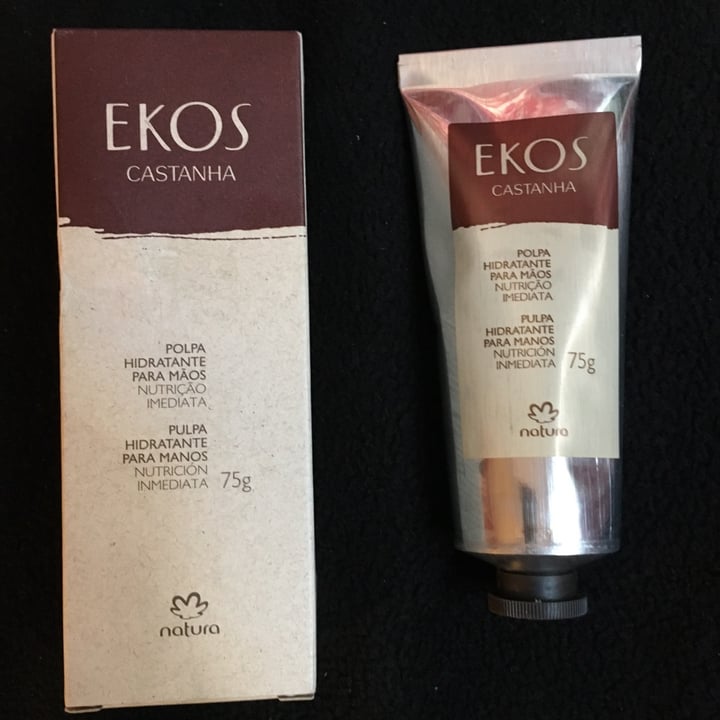 EKOS
CASTANHA
POLPA
HIDRATANTE
PARA MÃOS
NUTRIÇÃO
IMEDIATA
PULPA
HIDRATANTE
PARA MANOS
NUTRICIÓN
INMEDIATA 75g
natura
EKOS
CASTANHA
POLPA
HIDRATANTE
PARA MÃOS
NUTRIÇÃO
IMEDIATA
PULPA
HIDRATANTE
PARA MANOS
NUTRICIÓN
INMEDIATA 75g
natura